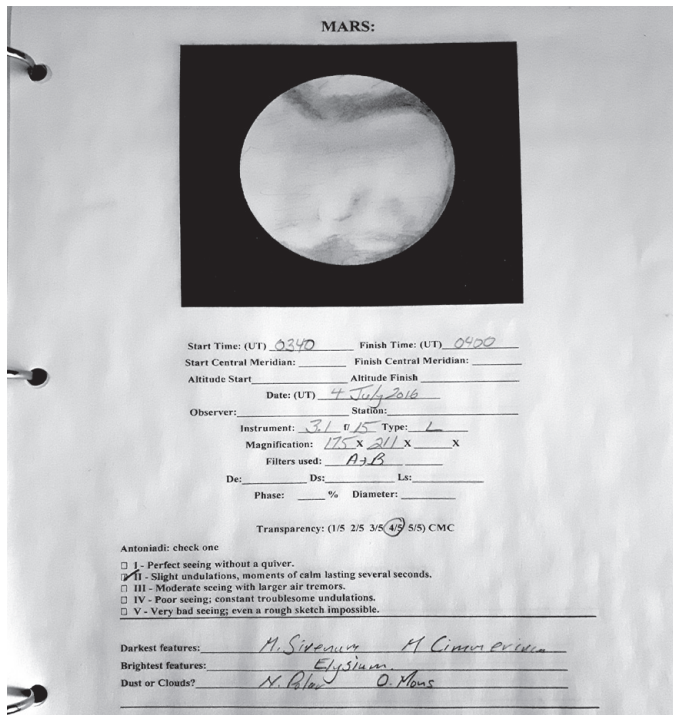 MARS:
Start Time: (UT) 0340 Finish Time: (UT) 0400
Start Central Meridian: Finish Central Meridian:
Altitude Start Altitude Finish
Date: (UT) 4 July 2016
Observer: Station:
Instrument: 3.1 f/ 15 Type: L
Magnification: 175 X 211 X X
Filters used:
De: Ds: Ls:
Phase: % Diameter:
Transparency: (1/5 2/5 3/5 4/5 5/5) CMC
Antoniadi: check one
I - Perfect seeing without a quiver.
II - Slight undulations, moments of calm lasting several seconds.
III - Moderate seeing with larger air tremors.
IV - Poor seeing; constant troublesome undulations.
V - Very bad seeing; even a rough sketch impossible.
Darkest features: M. Sirenum M Cimmerium
Brightest features: Elysium.
Dust or Clouds? N. Polar O. Mons